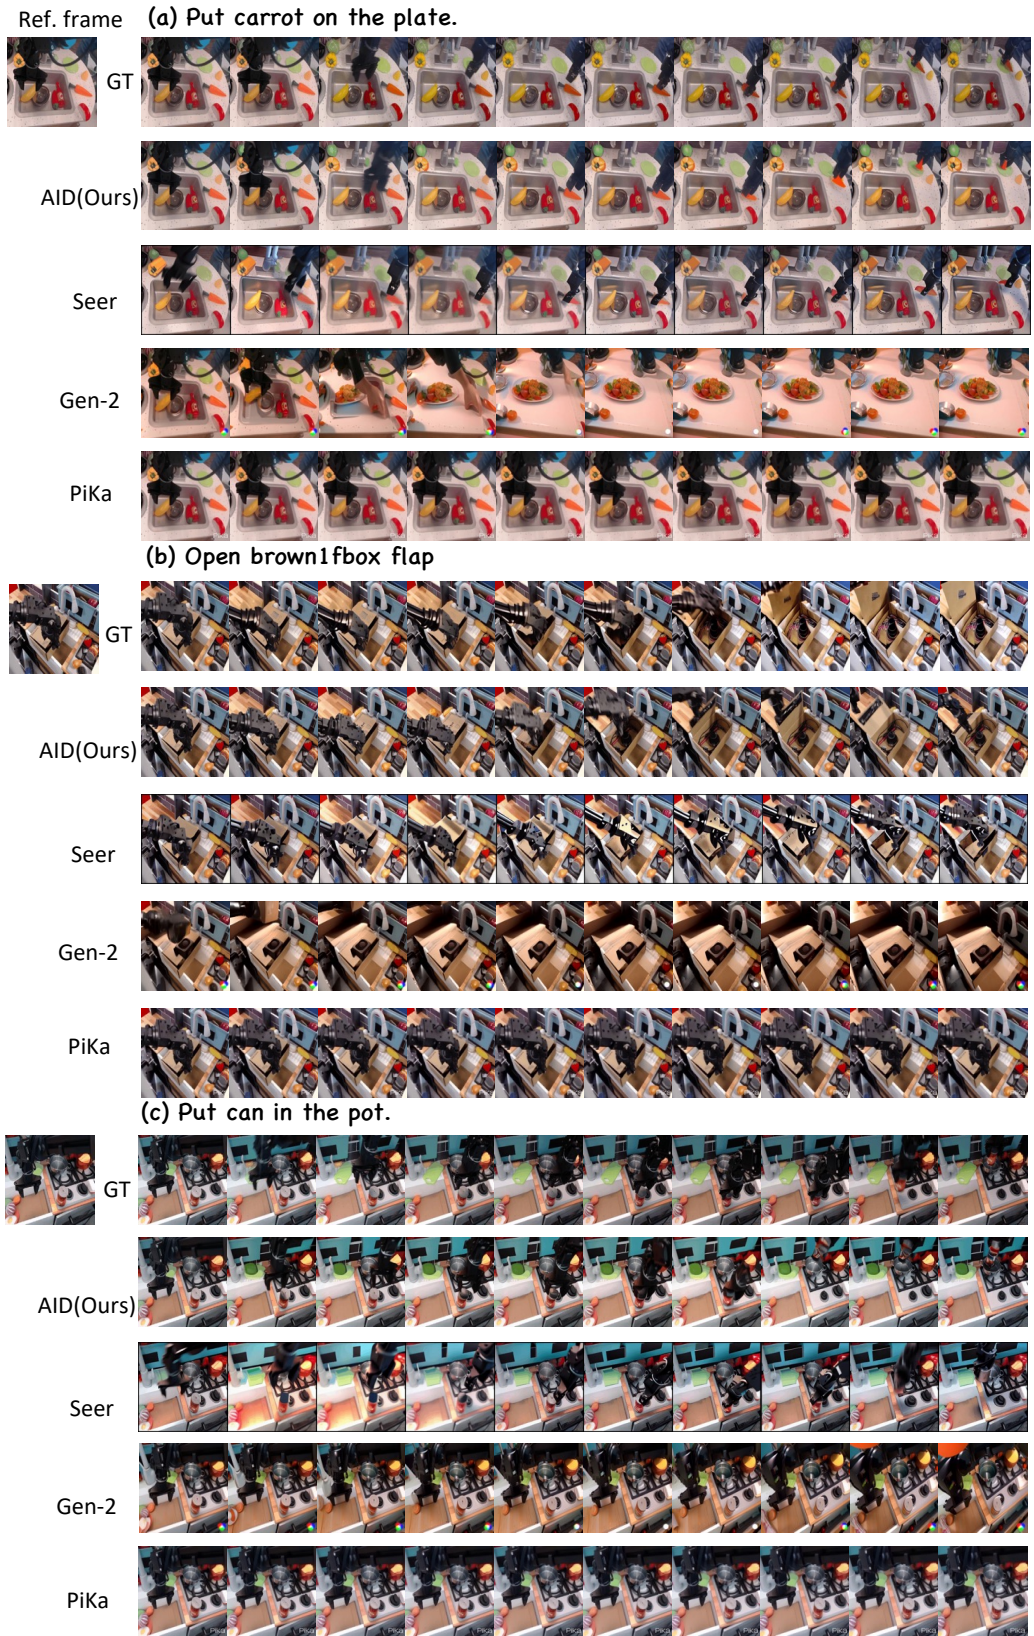 Ref. frame
(a) Put carrot on the plate.
GT
AID(Ours)
Seer
Gen-2
PiKa
(b) Open brown1fbox flap
GT
AID(Ours)
Seer
Gen-2
PiKa
(c) Put can in the pot.
GT
AID(Ours)
Seer
Gen-2
PiKa